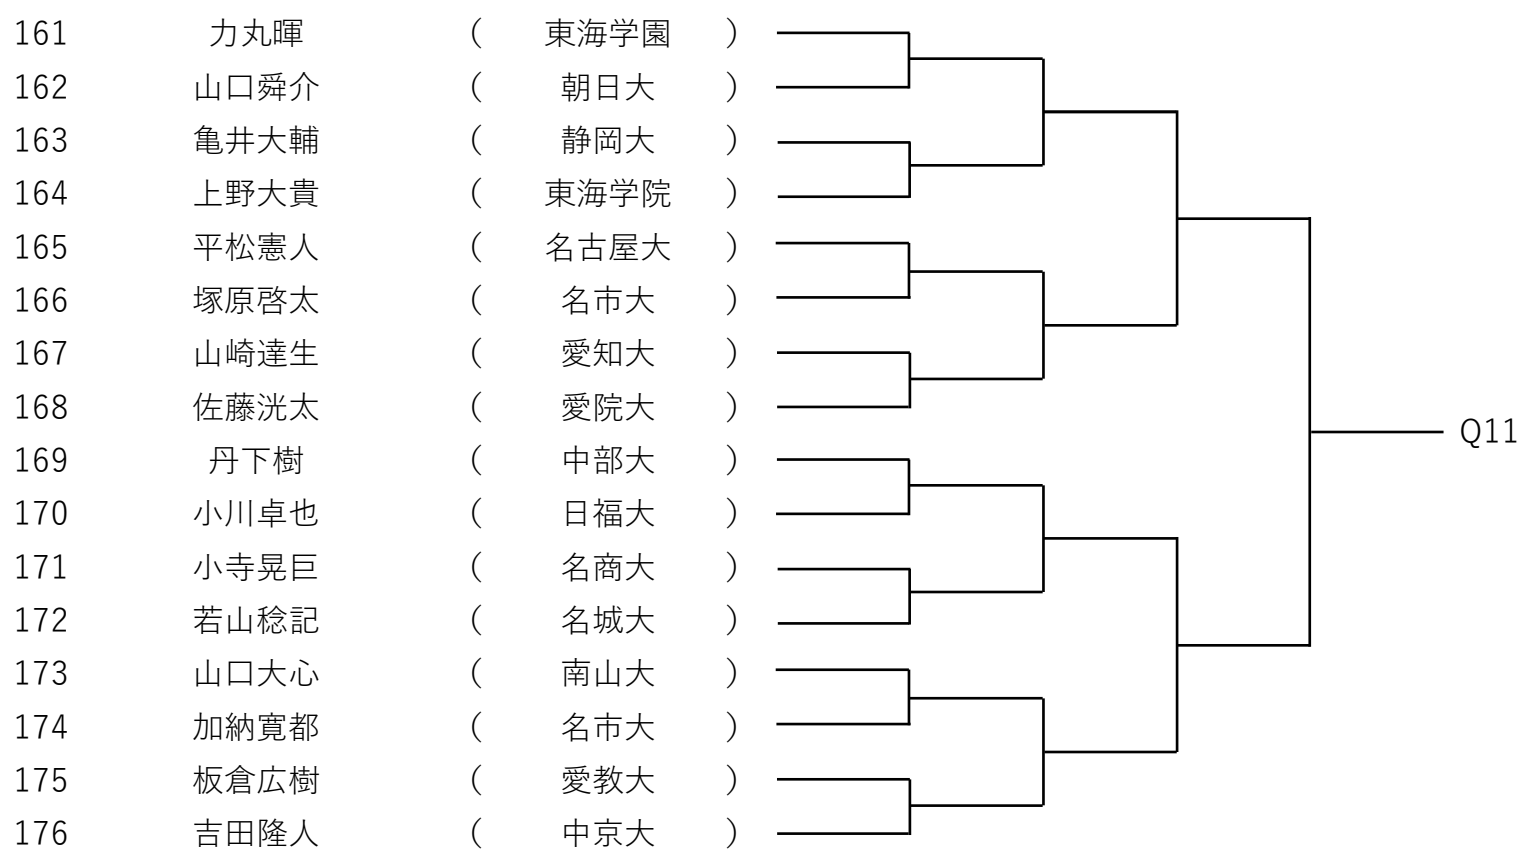 161 力丸暉 ( 東海学園 )
162 山口舜介 ( 朝日大 )
163 亀井大輔 ( 静岡大 )
164 上野大貴 ( 東海学院 )
165 平松憲人 ( 名古屋大 )
166 塚原啓太 ( 名市大 )
167 山崎達生 ( 愛知大 )
168 佐藤洸太 ( 愛院大 )
Q11
169 丹下樹 ( 中部大 )
170 小川卓也 ( 日福大 )
171 小寺晃巨 ( 名商大 )
172 若山稔記 ( 名城大 )
173 山口大心 ( 南山大 )
174 加納寛都 ( 名市大 )
175 板倉広樹 ( 愛教大 )
176 吉田隆人 ( 中京大 )